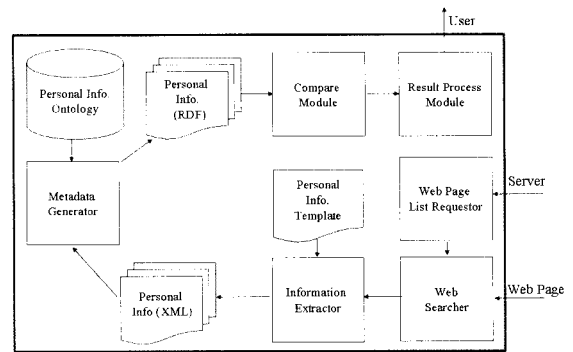 User
Personal Info.
Ontology
Personal
Info.
(RDF)
Compare
Module
Result Process
Module
Metadata
Generator
Personal
Info.
Template
Web Page
List Requestor
Server
Personal
Info (XML)
Information
Extractor
Web
Searcher
Web Page